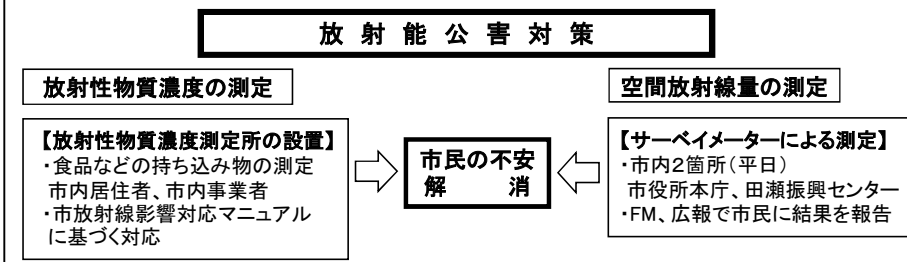 放射能公害対策
放射性物質濃度の測定
【放射性物質濃度測定所の設置】
・食品などの持ち込み物の測定
市内居住者、市内事業者
・市放射線影響対応マニュアル
に基づく対応
市民の不安
解　　消
空間放射線量の測定
【サーベイメーターによる測定】
・市内2箇所(平日)
市役所本庁、田瀬振興センター
・FM、広報で市民に結果を報告